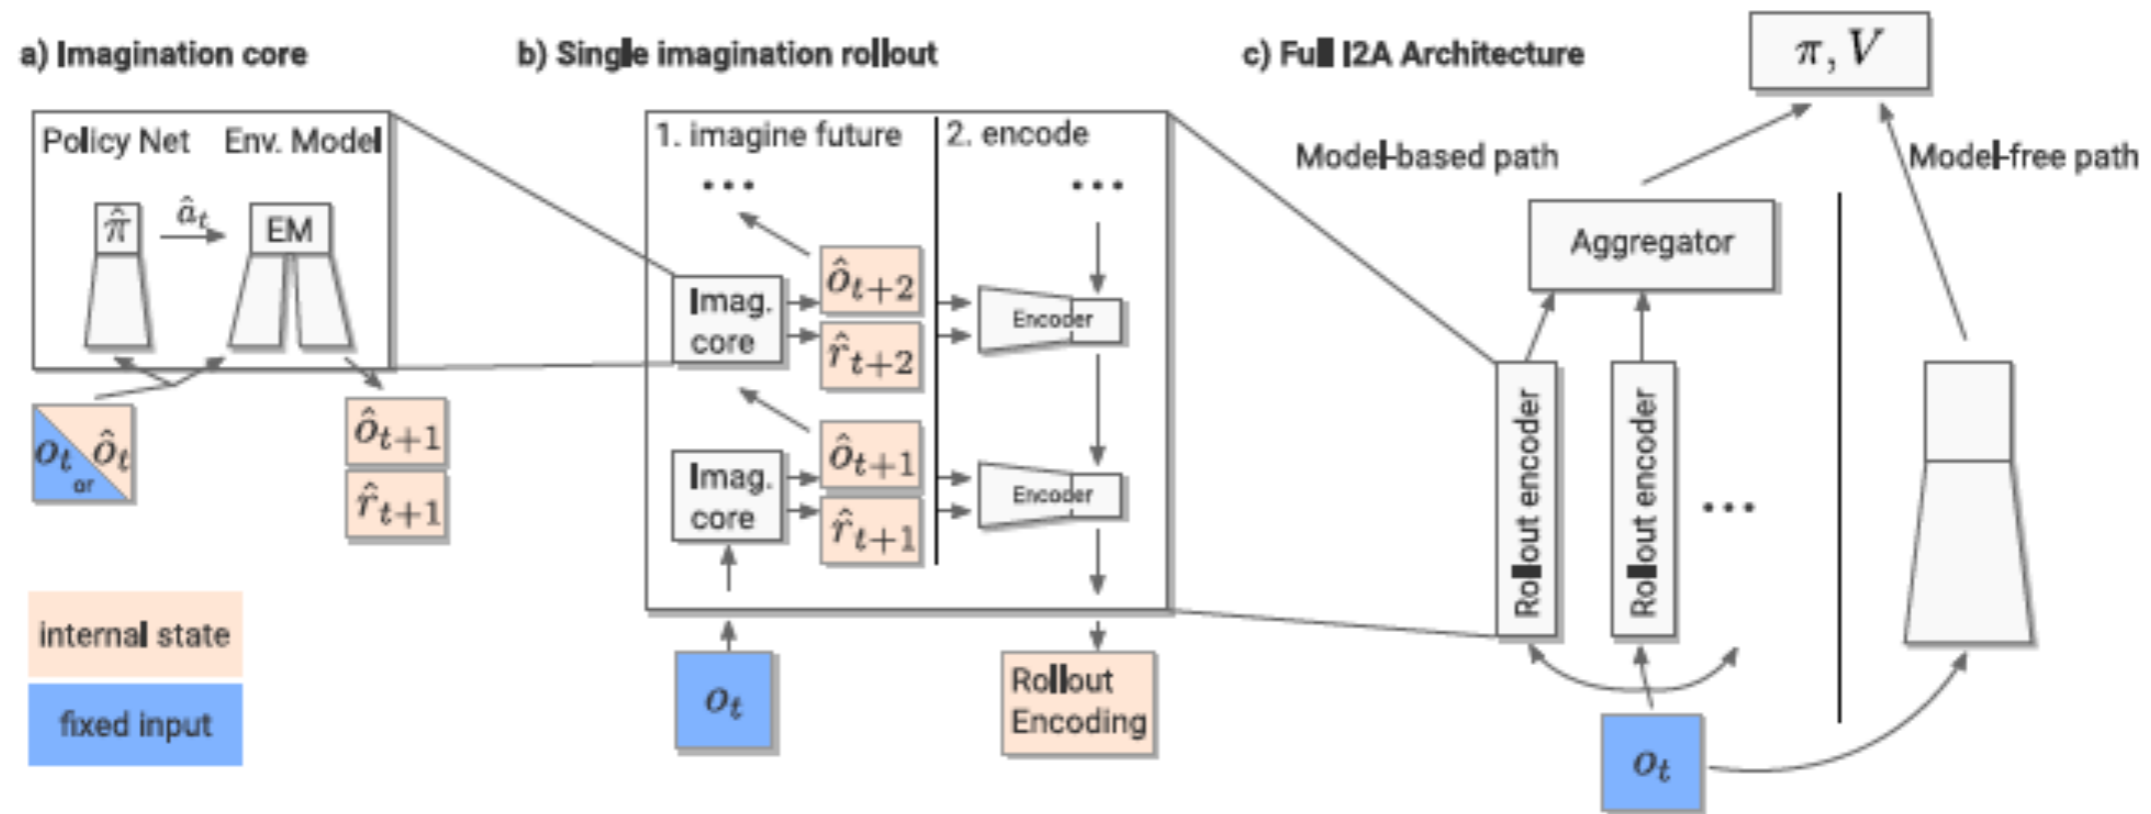 a) Imagination core
Policy Net
Env. Model
π̂
â_t
EM
o_t or ô_t
ô_{t+1}
r̂_{t+1}
internal state
fixed input
b) Single imagination rollout
1. imagine future
2. encode
...
...
Imag. core
ô_{t+2}
r̂_{t+2}
Encoder
Imag. core
ô_{t+1}
r̂_{t+1}
Encoder
o_t
Rollout
Encoding
c) Full I2A Architecture
π, V
Model-based path
Model-free path
Aggregator
Rollout encoder
Rollout encoder
...
o_t